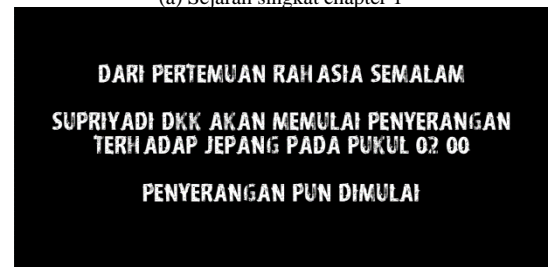 (a) Sejarah singkat chapter 1
DARI PERTEMUAN RAHASIA SEMALAM
SUPRIYADI DKK AKAN MEMULAI PENYERANGAN
TERHADAP JEPANG PADA PUKUL 02 00
PENYERANGAN PUN DIMULAI